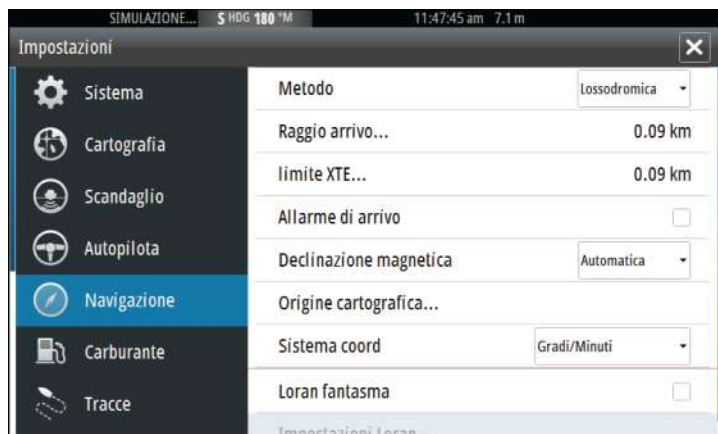 SIMULAZIONE... S HDG 180 °M 11:47:45 am 7.1 m
Impostazioni
Sistema
Cartografia
Scandaglio
Autopilota
Navigazione
Carburante
Tracce
Metodo Lossodromica
Raggio arrivo... 0.09 km
limite XTE... 0.09 km
Allarme di arrivo
Declinazione magnetica Automatica
Origine cartografica...
Sistema coord Gradi/Minuti
Loran fantasma
Impostazioni Loran...